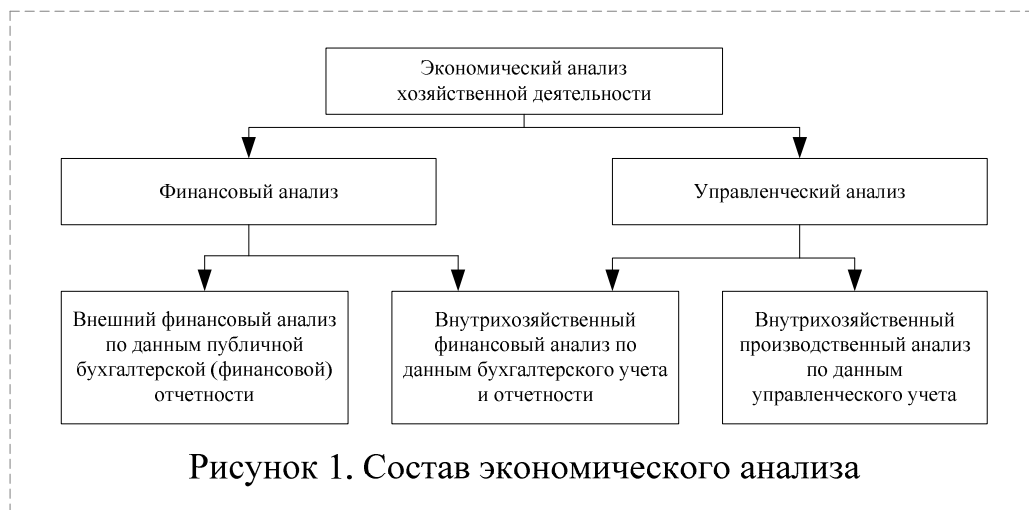 Экономический анализ
хозяйственной деятельности
Финансовый анализ
Управленческий анализ
Внешний финансовый анализ
по данным публичной
бухгалтерской (финансовой)
отчетности
Внутрихозяйственный
финансовый анализ по
данным бухгалтерского учета
и отчетности
Внутрихозяйственный
производственный анализ
по данным
управленческого учета
Рисунок 1. Состав экономического анализа